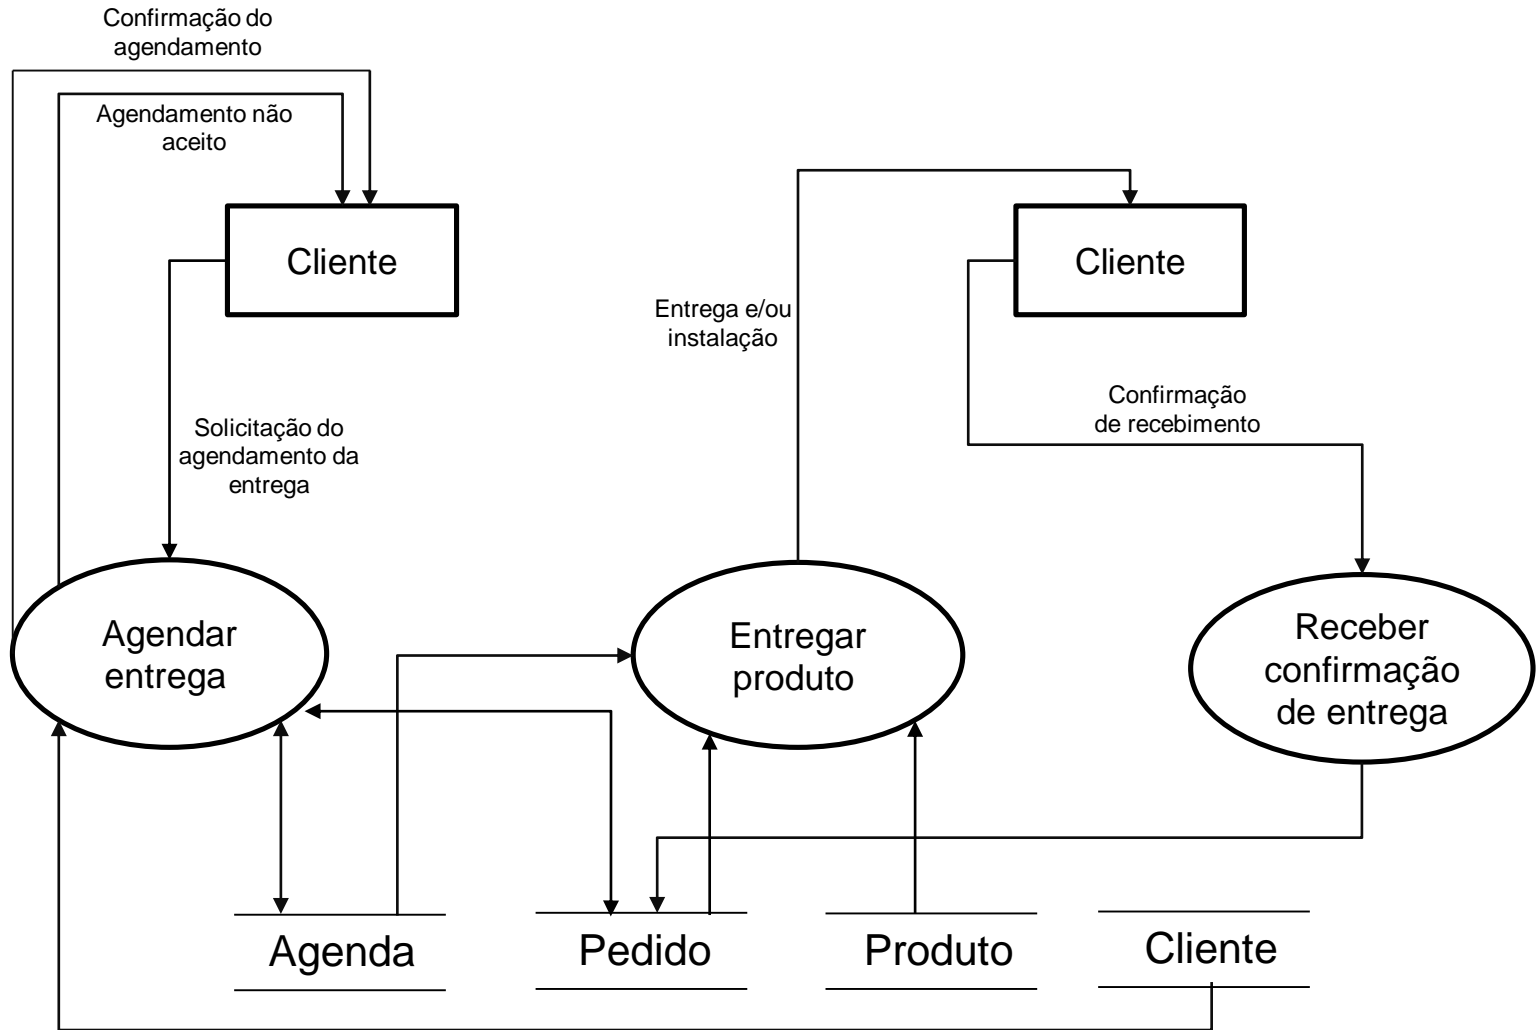 Confirmação do
agendamento
Agendamento não
aceito
Cliente
Cliente
Entrega e/ou
instalação
Confirmação
de recebimento
Solicitação do
agendamento da
entrega
Agendar
entrega
Entregar
produto
Receber
confirmação
de entrega
Agenda
Pedido
Produto
Cliente